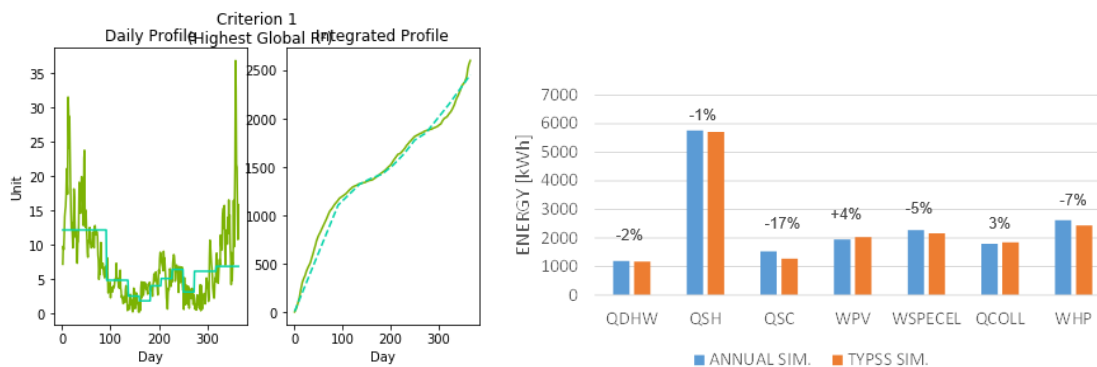 Criterion 1
(Highest Global R²)
Daily Profile
Integrated Profile
35
30
25
20
15
10
5
0
Unit
0 100 200 300
Day
2500
2000
1500
1000
500
0
0 100 200 300
Day
7000
6000
5000
4000
3000
2000
1000
0
ENERGY [kWh]
-2%
-1%
-17%
+4%
-5%
3%
-7%
QDHW QSH QSC WPV WSPECEL QCOLL WHP
ANNUAL SIM. TYPSS SIM.